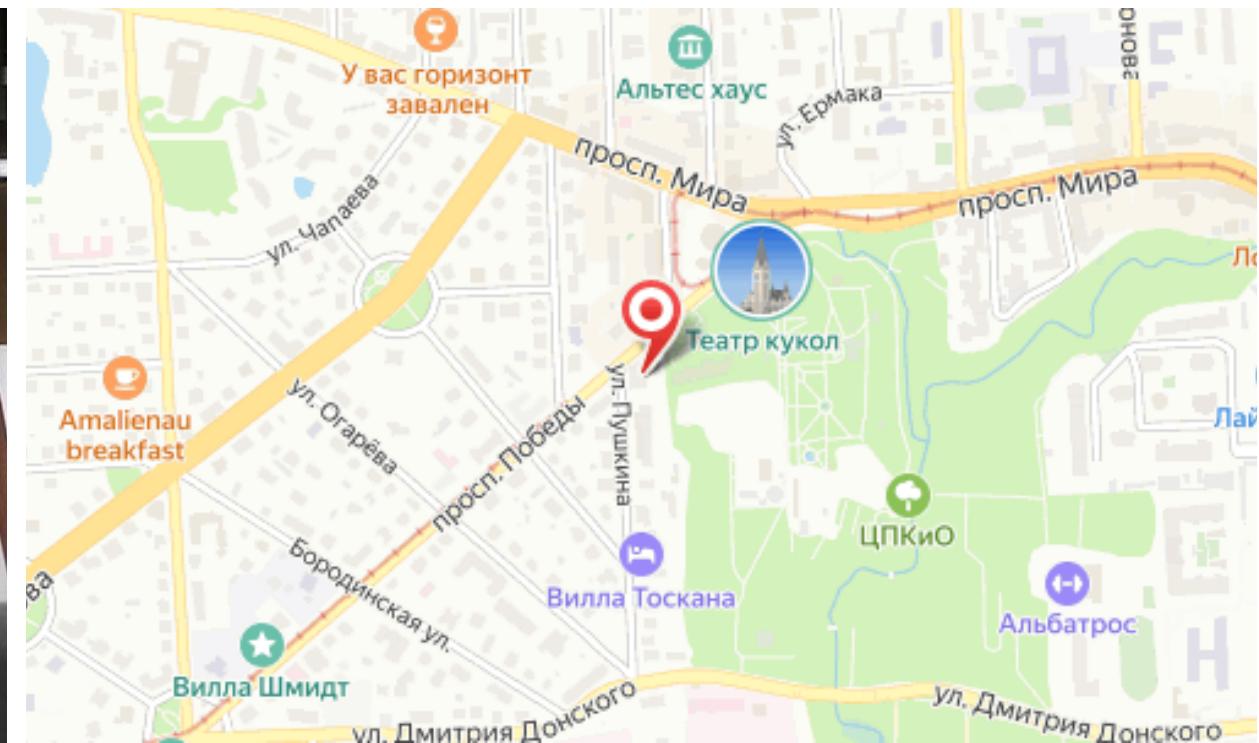 У вас горизонт
завален
Альтес хаус
ул. Ермака
просп. Мира
просп. Мира
ул. Чапаева
Театр кукол
Amalienau
breakfast
ул. Огарёва
просп. Победы
ул. Пушкина
ЦПКиО
Бородинская ул.
Вилла Тоскана
Альбатрос
Вилла Шмидт
ул. Дмитрия Донского
ул. Дмитрия Донского